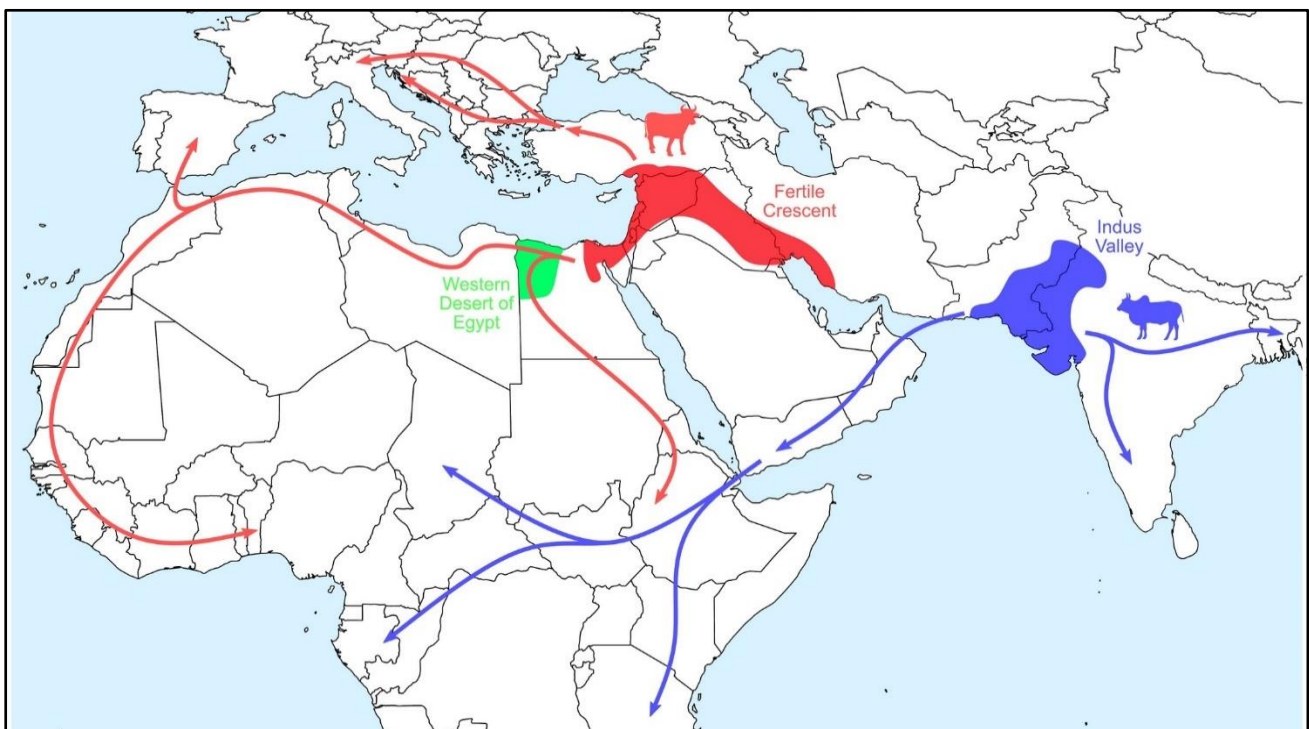 Fertile
Crescent
Indus
Valley
Western
Desert of
Egypt